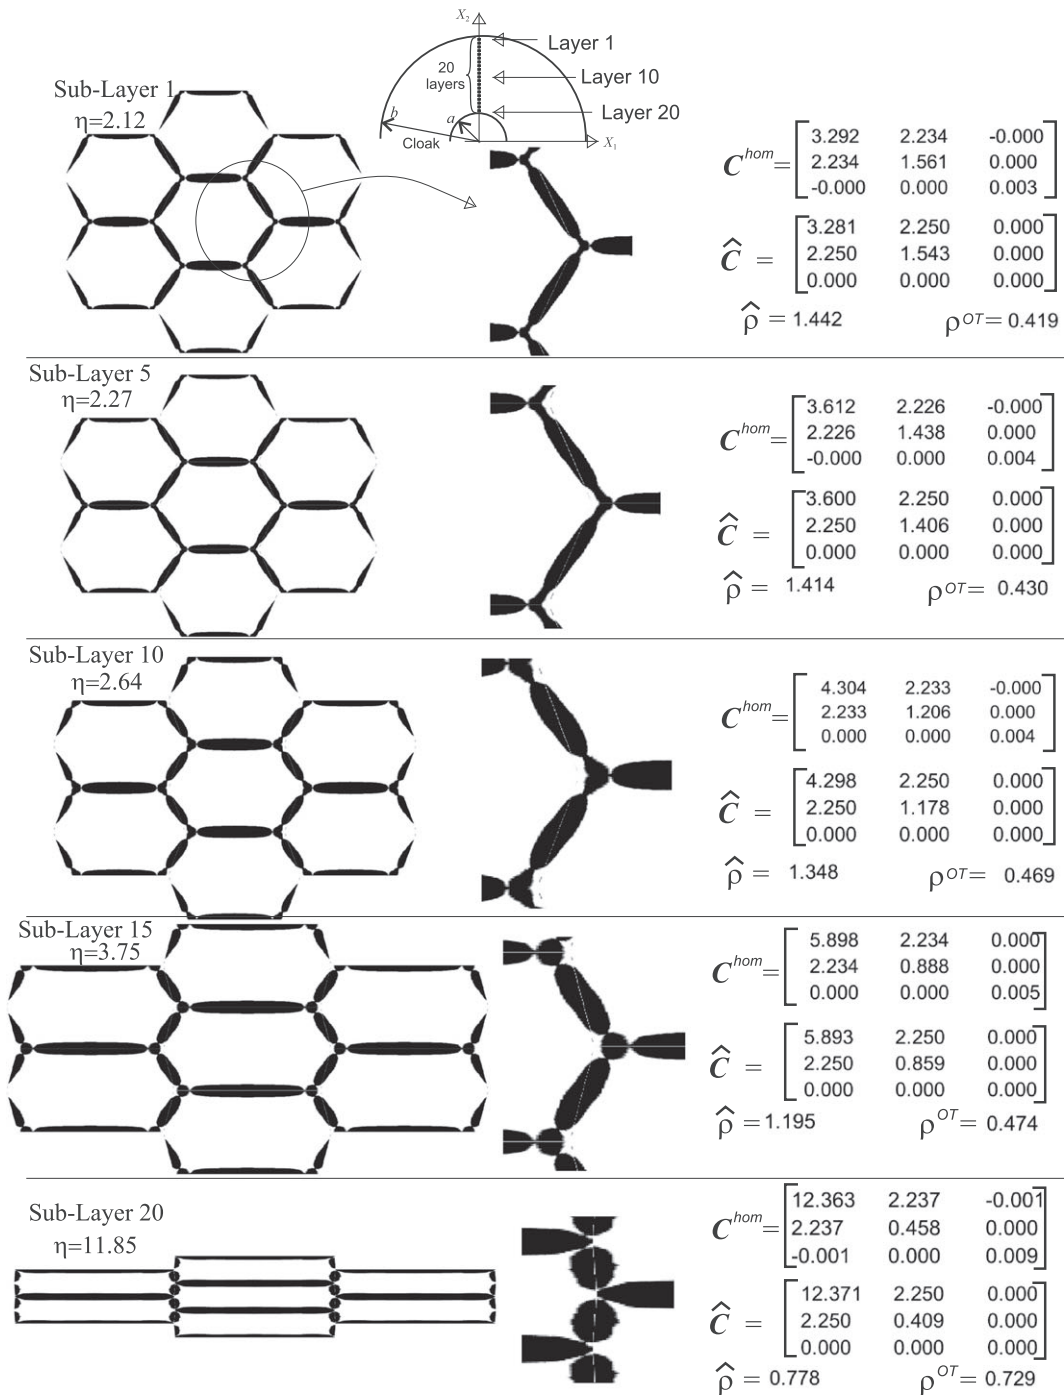 X₂
Layer 1
20 layers
Layer 10
Layer 20
b
a
Cloak
X₁
Sub-Layer 1
η=2.12
C^hom =
3.292 2.234 -0.000
2.234 1.561 0.000
-0.000 0.000 0.003
Ĉ =
3.281 2.250 0.000
2.250 1.543 0.000
0.000 0.000 0.000
ρ̂ = 1.442 ρ^OT = 0.419
Sub-Layer 5
η=2.27
C^hom =
3.612 2.226 -0.000
2.226 1.438 0.000
-0.000 0.000 0.004
Ĉ =
3.600 2.250 0.000
2.250 1.406 0.000
0.000 0.000 0.000
ρ̂ = 1.414 ρ^OT = 0.430
Sub-Layer 10
η=2.64
C^hom =
4.304 2.233 -0.000
2.233 1.206 0.000
0.000 0.000 0.004
Ĉ =
4.298 2.250 0.000
2.250 1.178 0.000
0.000 0.000 0.000
ρ̂ = 1.348 ρ^OT = 0.469
Sub-Layer 15
η=3.75
C^hom =
5.898 2.234 0.000
2.234 0.888 0.000
0.000 0.000 0.005
Ĉ =
5.893 2.250 0.000
2.250 0.859 0.000
0.000 0.000 0.000
ρ̂ = 1.195 ρ^OT = 0.474
Sub-Layer 20
η=11.85
C^hom =
12.363 2.237 -0.001
2.237 0.458 0.000
-0.001 0.000 0.009
Ĉ =
12.371 2.250 0.000
2.250 0.409 0.000
0.000 0.000 0.000
ρ̂ = 0.778 ρ^OT = 0.729